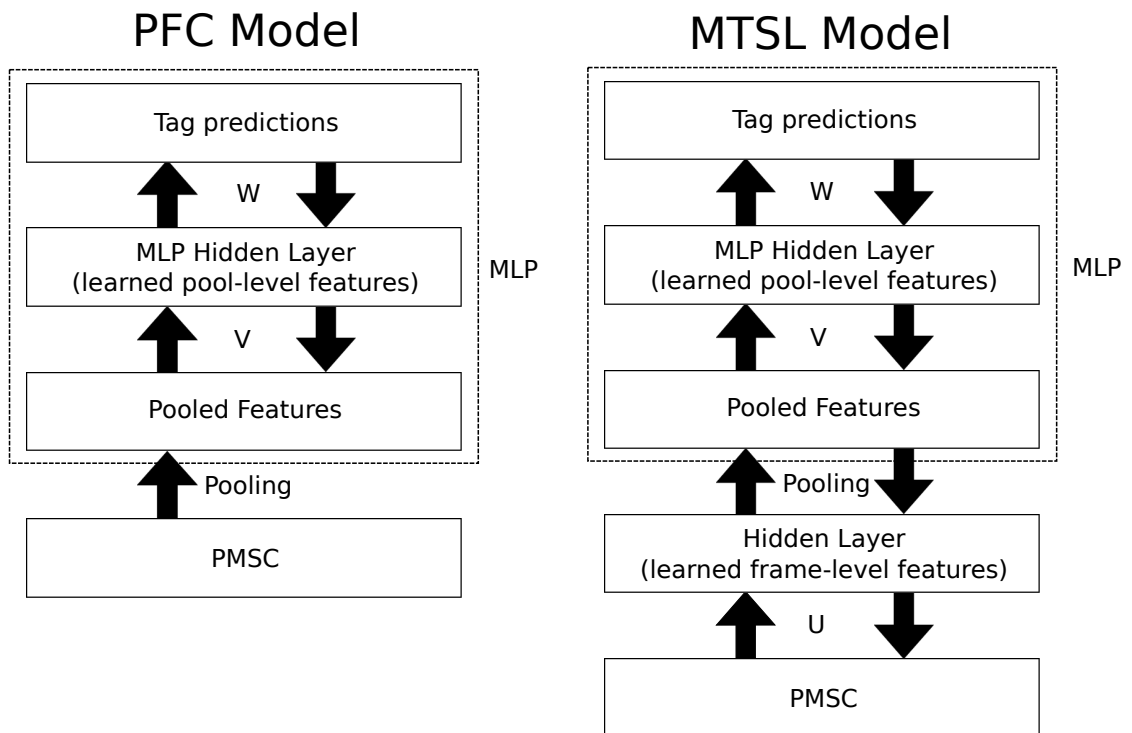 PFC Model
Tag predictions
W
MLP Hidden Layer
(learned pool-level features)
MLP
V
Pooled Features
Pooling
PMSC
MTSL Model
Tag predictions
W
MLP Hidden Layer
(learned pool-level features)
MLP
V
Pooled Features
Pooling
Hidden Layer
(learned frame-level features)
U
PMSC